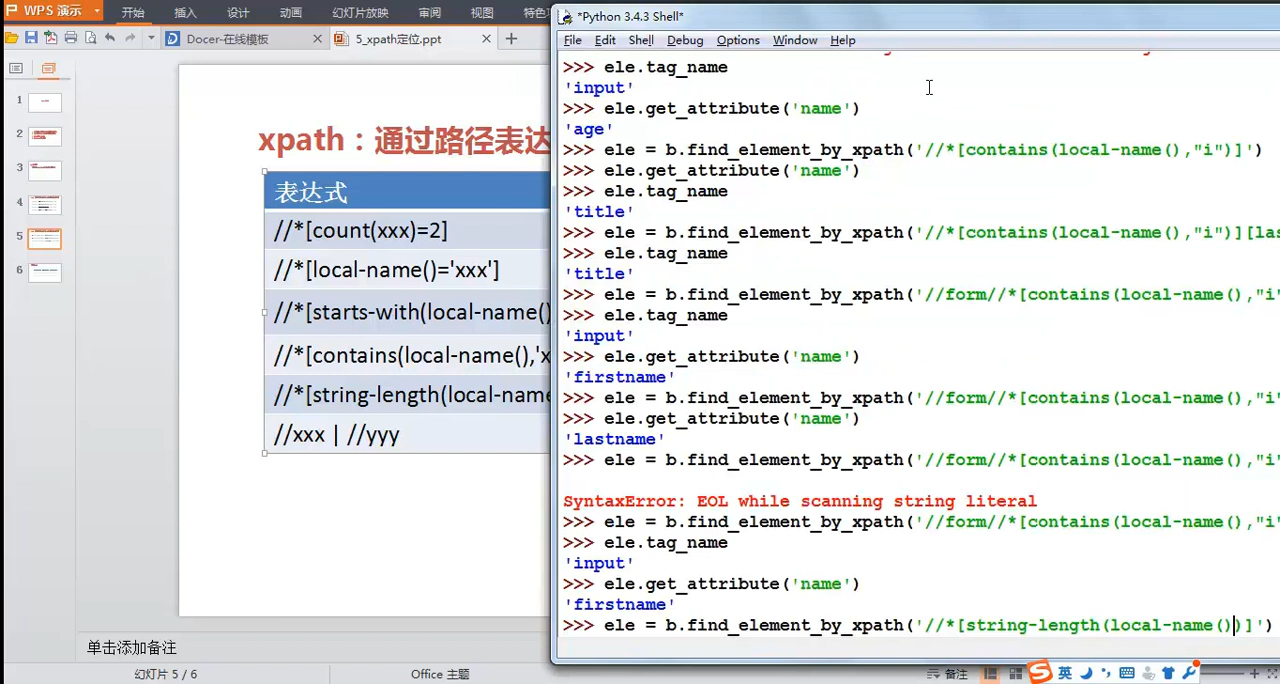 WPS 演示
开始
插入
设计
动画
幻灯片放映
审阅
视图
特色
Docer-在线模板
5_xpath定位.ppt
1
2
3
4
5
6
xpath：通过路径表达
表达式
//*[count(xxx)=2]
//*[local-name()='xxx']
//*[starts-with(local-name()
//*[contains(local-name(),'x
//*[string-length(local-name
//xxx | //yyy
单击添加备注
幻灯片 5 / 6
Office 主题
备注
英
*Python 3.4.3 Shell*
File Edit Shell Debug Options Window Help
>>> ele.tag_name
'input'
>>> ele.get_attribute('name')
'age'
>>> ele = b.find_element_by_xpath('//*[contains(local-name(),"i")]')
>>> ele.get_attribute('name')
>>> ele.tag_name
'title'
>>> ele = b.find_element_by_xpath('//*[contains(local-name(),"i")][las
>>> ele.tag_name
'title'
>>> ele = b.find_element_by_xpath('//form//*[contains(local-name(),"i"
>>> ele.tag_name
'input'
>>> ele.get_attribute('name')
'firstname'
>>> ele = b.find_element_by_xpath('//form//*[contains(local-name(),"i"
>>> ele.get_attribute('name')
'lastname'
>>> ele = b.find_element_by_xpath('//form//*[contains(local-name(),"i"
SyntaxError: EOL while scanning string literal
>>> ele = b.find_element_by_xpath('//form//*[contains(local-name(),"i"
>>> ele.tag_name
'input'
>>> ele.get_attribute('name')
'firstname'
>>> ele = b.find_element_by_xpath('//*[string-length(local-name())]')